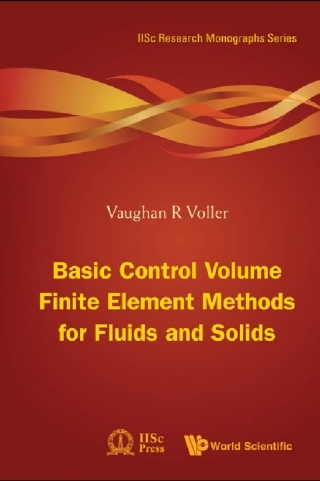 IISc Research Monographs Series
Vaughan R Voller
Basic Control Volume
Finite Element Methods
for Fluids and Solids
IISc
Press
World Scientific